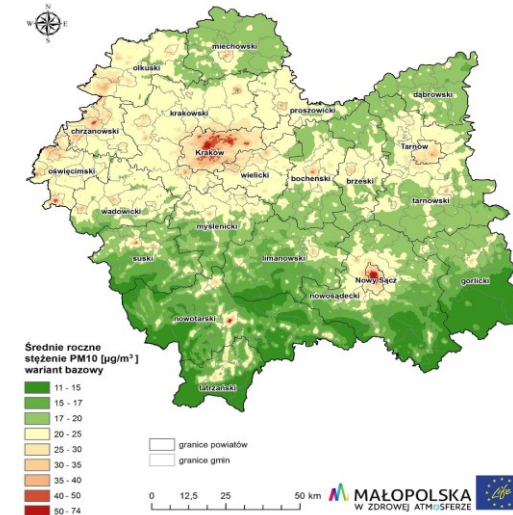 N
W
E
S
miechowski
olkuski
dąbrowski
krakowski
proszowicki
chrzanowski
Tarnów
Kraków
oświęcimski
wielicki
bocheński
brzeski
wadowicki
tarnowski
myślenicki
suski
limanowski
Nowy Sącz
gorlicki
nowosądecki
nowotarski
tatrzański
Średnie roczne
stężenie PM10 [µg/m³]
wariant bazowy
11 - 15
15 - 17
17 - 20
20 - 25
25 - 30
30 - 35
35 - 40
40 - 50
50 - 74
granice powiatów
granice gmin
0 12,5 25 50 km
MAŁOPOLSKA
W ZDROWEJ ATMOSFERZE
Life